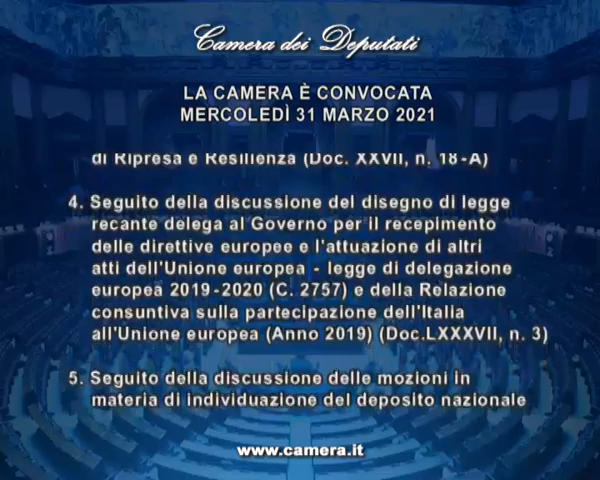 Camera dei Deputati
LA CAMERA È CONVOCATA
MERCOLEDÌ 31 MARZO 2021
di Ripresa e Resilienza (Doc. XXVII, n. 18-A)
4. Seguito della discussione del disegno di legge
recante delega al Governo per il recepimento
delle direttive europee e l'attuazione di altri
atti dell'Unione europea - legge di delegazione
europea 2019-2020 (C. 2757) e della Relazione
consuntiva sulla partecipazione dell'Italia
all'Unione europea (Anno 2019) (Doc.LXXXVII, n. 3)
5. Seguito della discussione delle mozioni in
materia di individuazione del deposito nazionale
www.camera.it